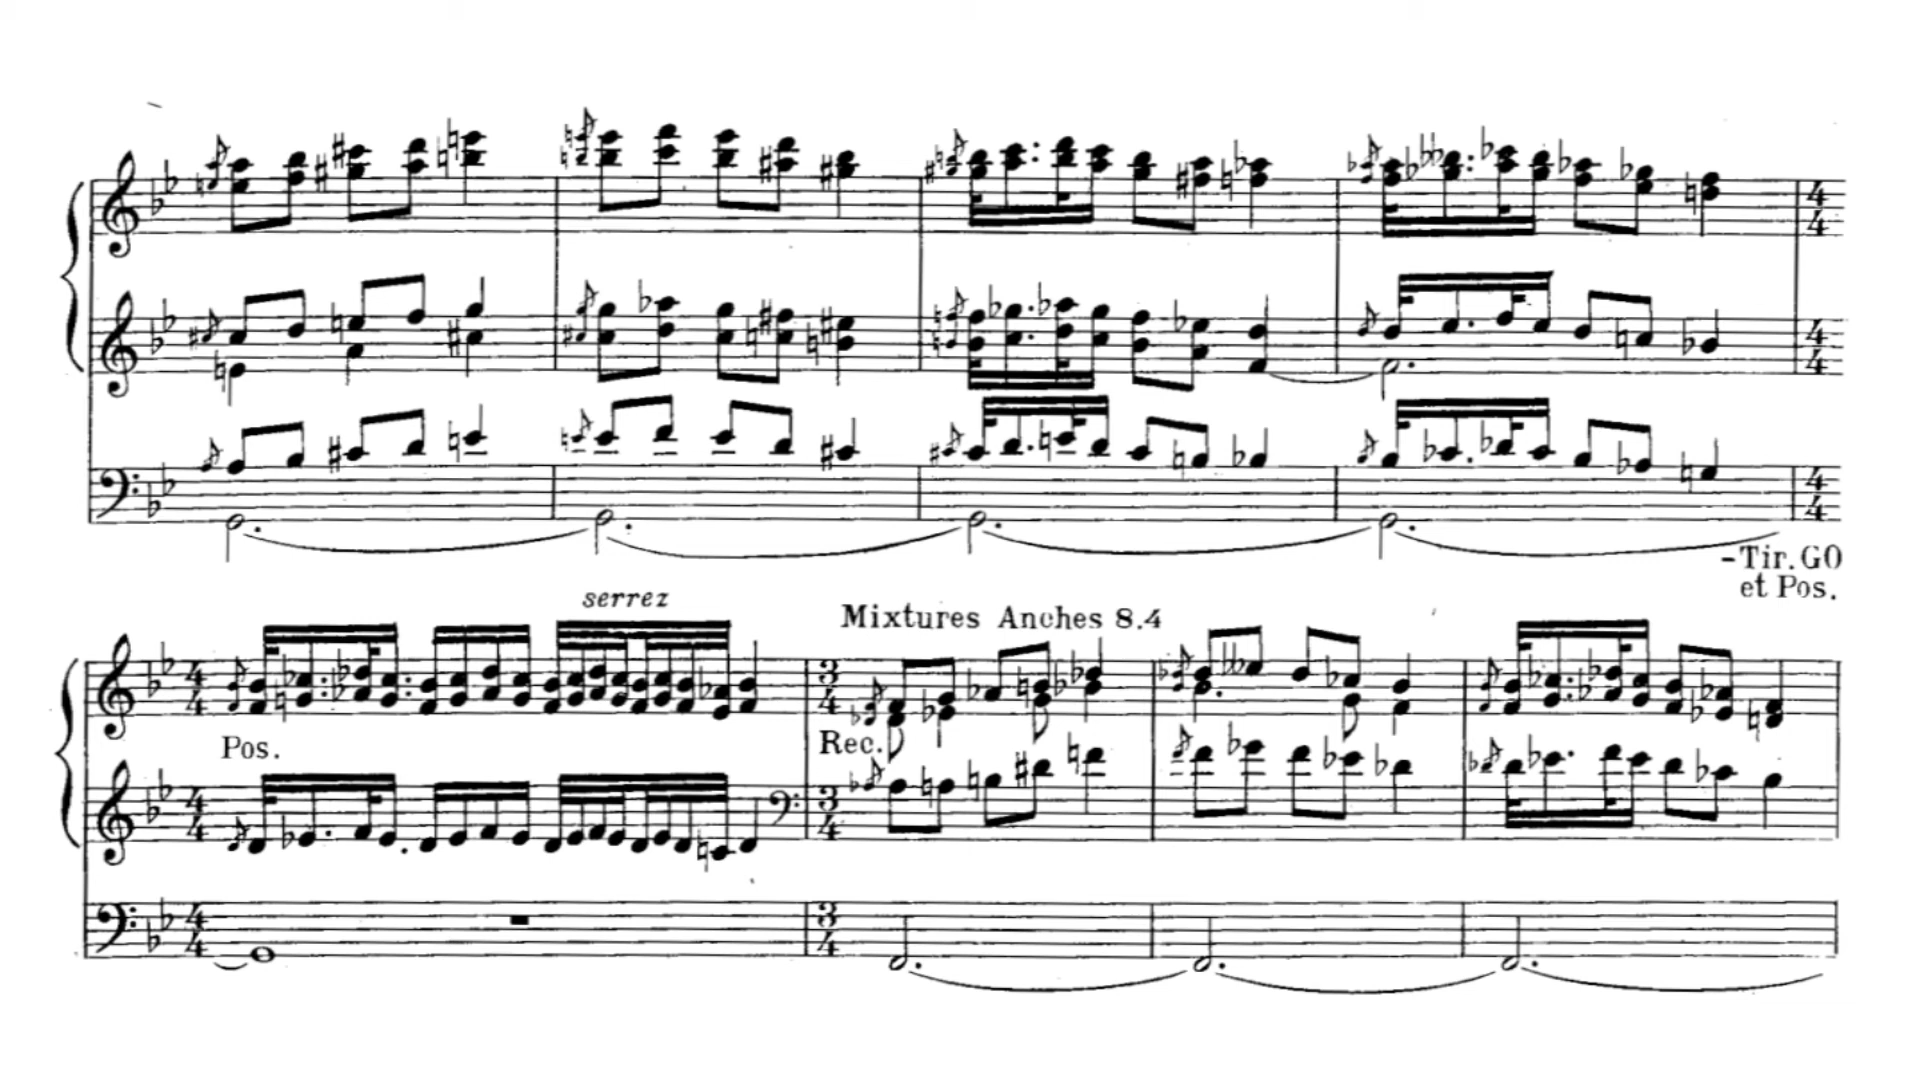 -Tir. GO
et Pos.
serrez
Mixtures Anches 8.4
Pos.
Rec.